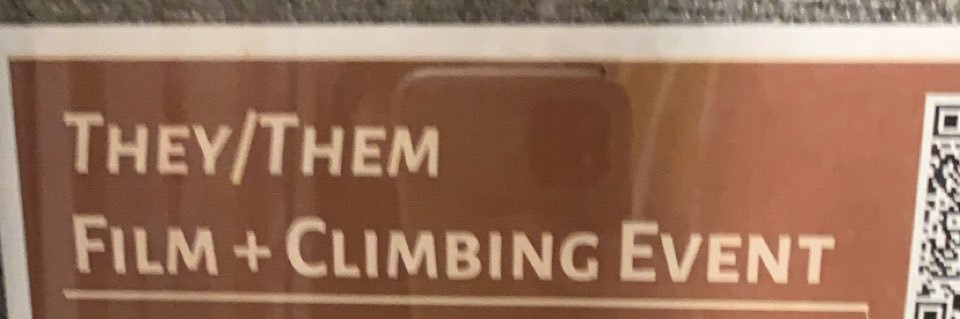 They/Them
Film + Climbing Event